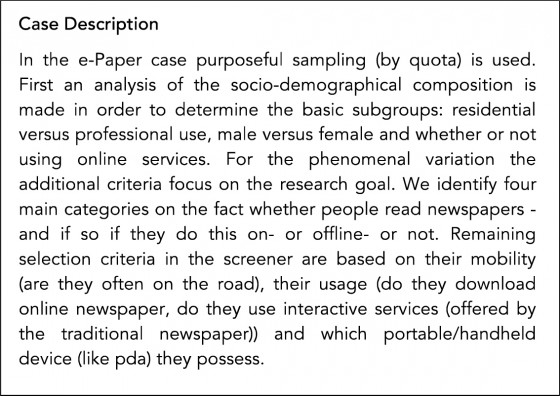 Case Description
In the e-Paper case purposeful sampling (by quota) is used.
First an analysis of the socio-demographical composition is
made in order to determine the basic subgroups: residential
versus professional use, male versus female and whether or not
using online services. For the phenomenal variation the
additional criteria focus on the research goal. We identify four
main categories on the fact whether people read newspapers -
and if so if they do this on- or offline- or not. Remaining
selection criteria in the screener are based on their mobility
(are they often on the road), their usage (do they download
online newspaper, do they use interactive services (offered by
the traditional newspaper)) and which portable/handheld
device (like pda) they possess.